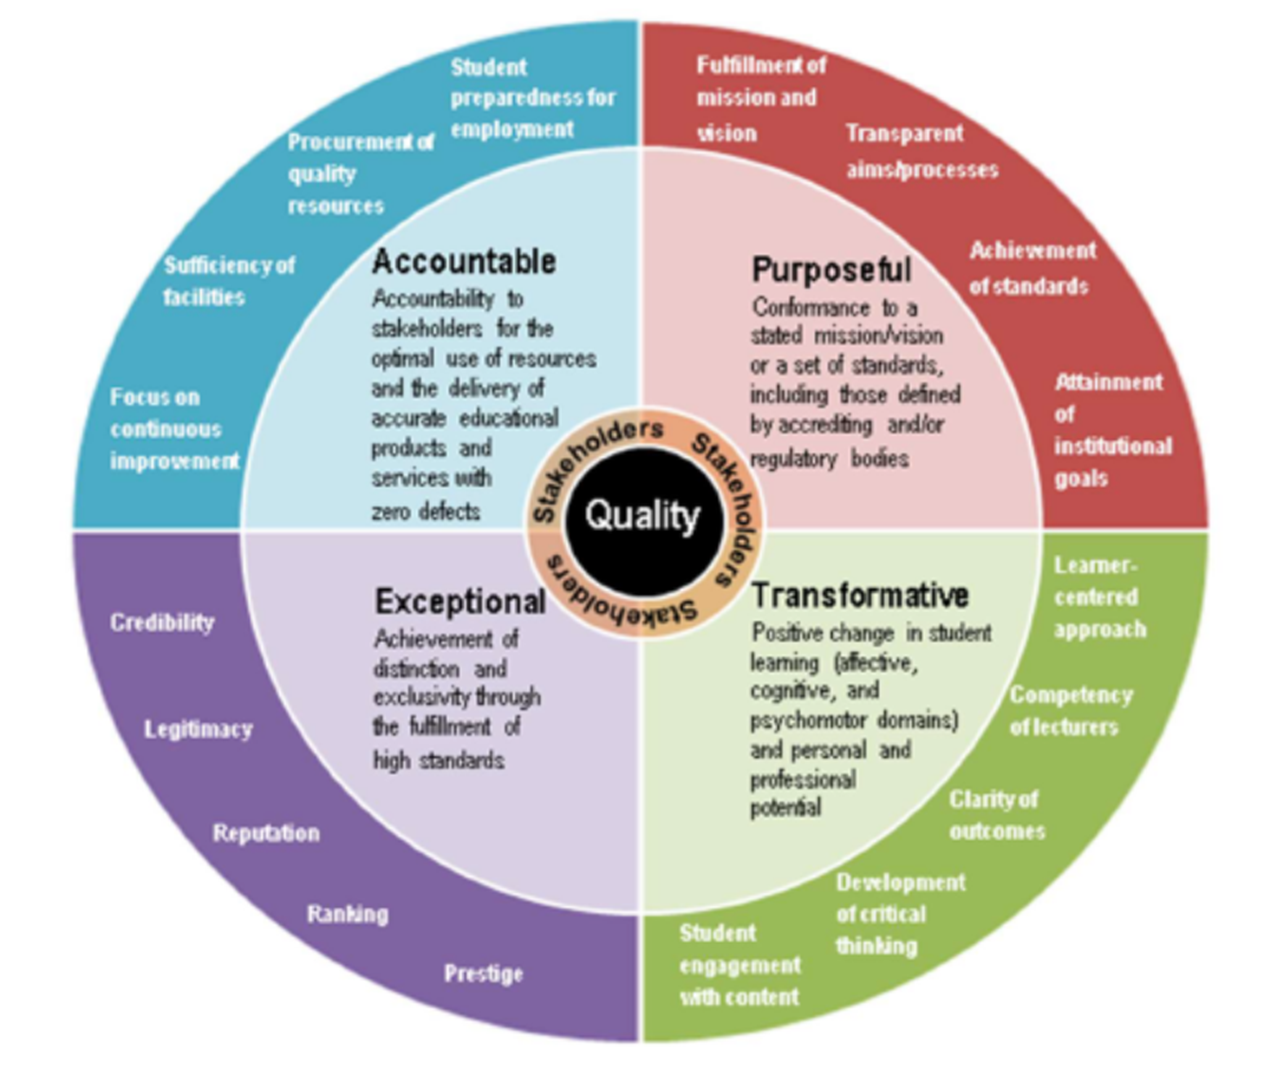 Student
preparedness for
employment
Procurement of
quality
resources
Sufficiency of
facilities
Focus on
continuous
improvement
Accountable
Accountability to
stakeholders for the
optimal use of resources
and the delivery of
accurate educational
products and
services with
zero defects
Fulfillment of
mission and
vision
Transparent
aims/processes
Achievement
of standards
Attainment
of
institutional
goals
Purposeful
Conformance to a
stated mission/vision
or a set of standards,
including those defined
by accrediting and/or
regulatory bodies
Stakeholders
Stakeholders
Stakeholders
Quality
Exceptional
Achievement of
distinction and
exclusivity through
the fulfillment of
high standards
Credibility
Legitimacy
Reputation
Ranking
Prestige
Transformative
Positive change in student
learning (affective,
cognitive, and
psychomotor domains)
and personal and
professional
potential
Learner-
centered
approach
Competency
of lecturers
Clarity of
outcomes
Development
of critical
thinking
Student
engagement
with content